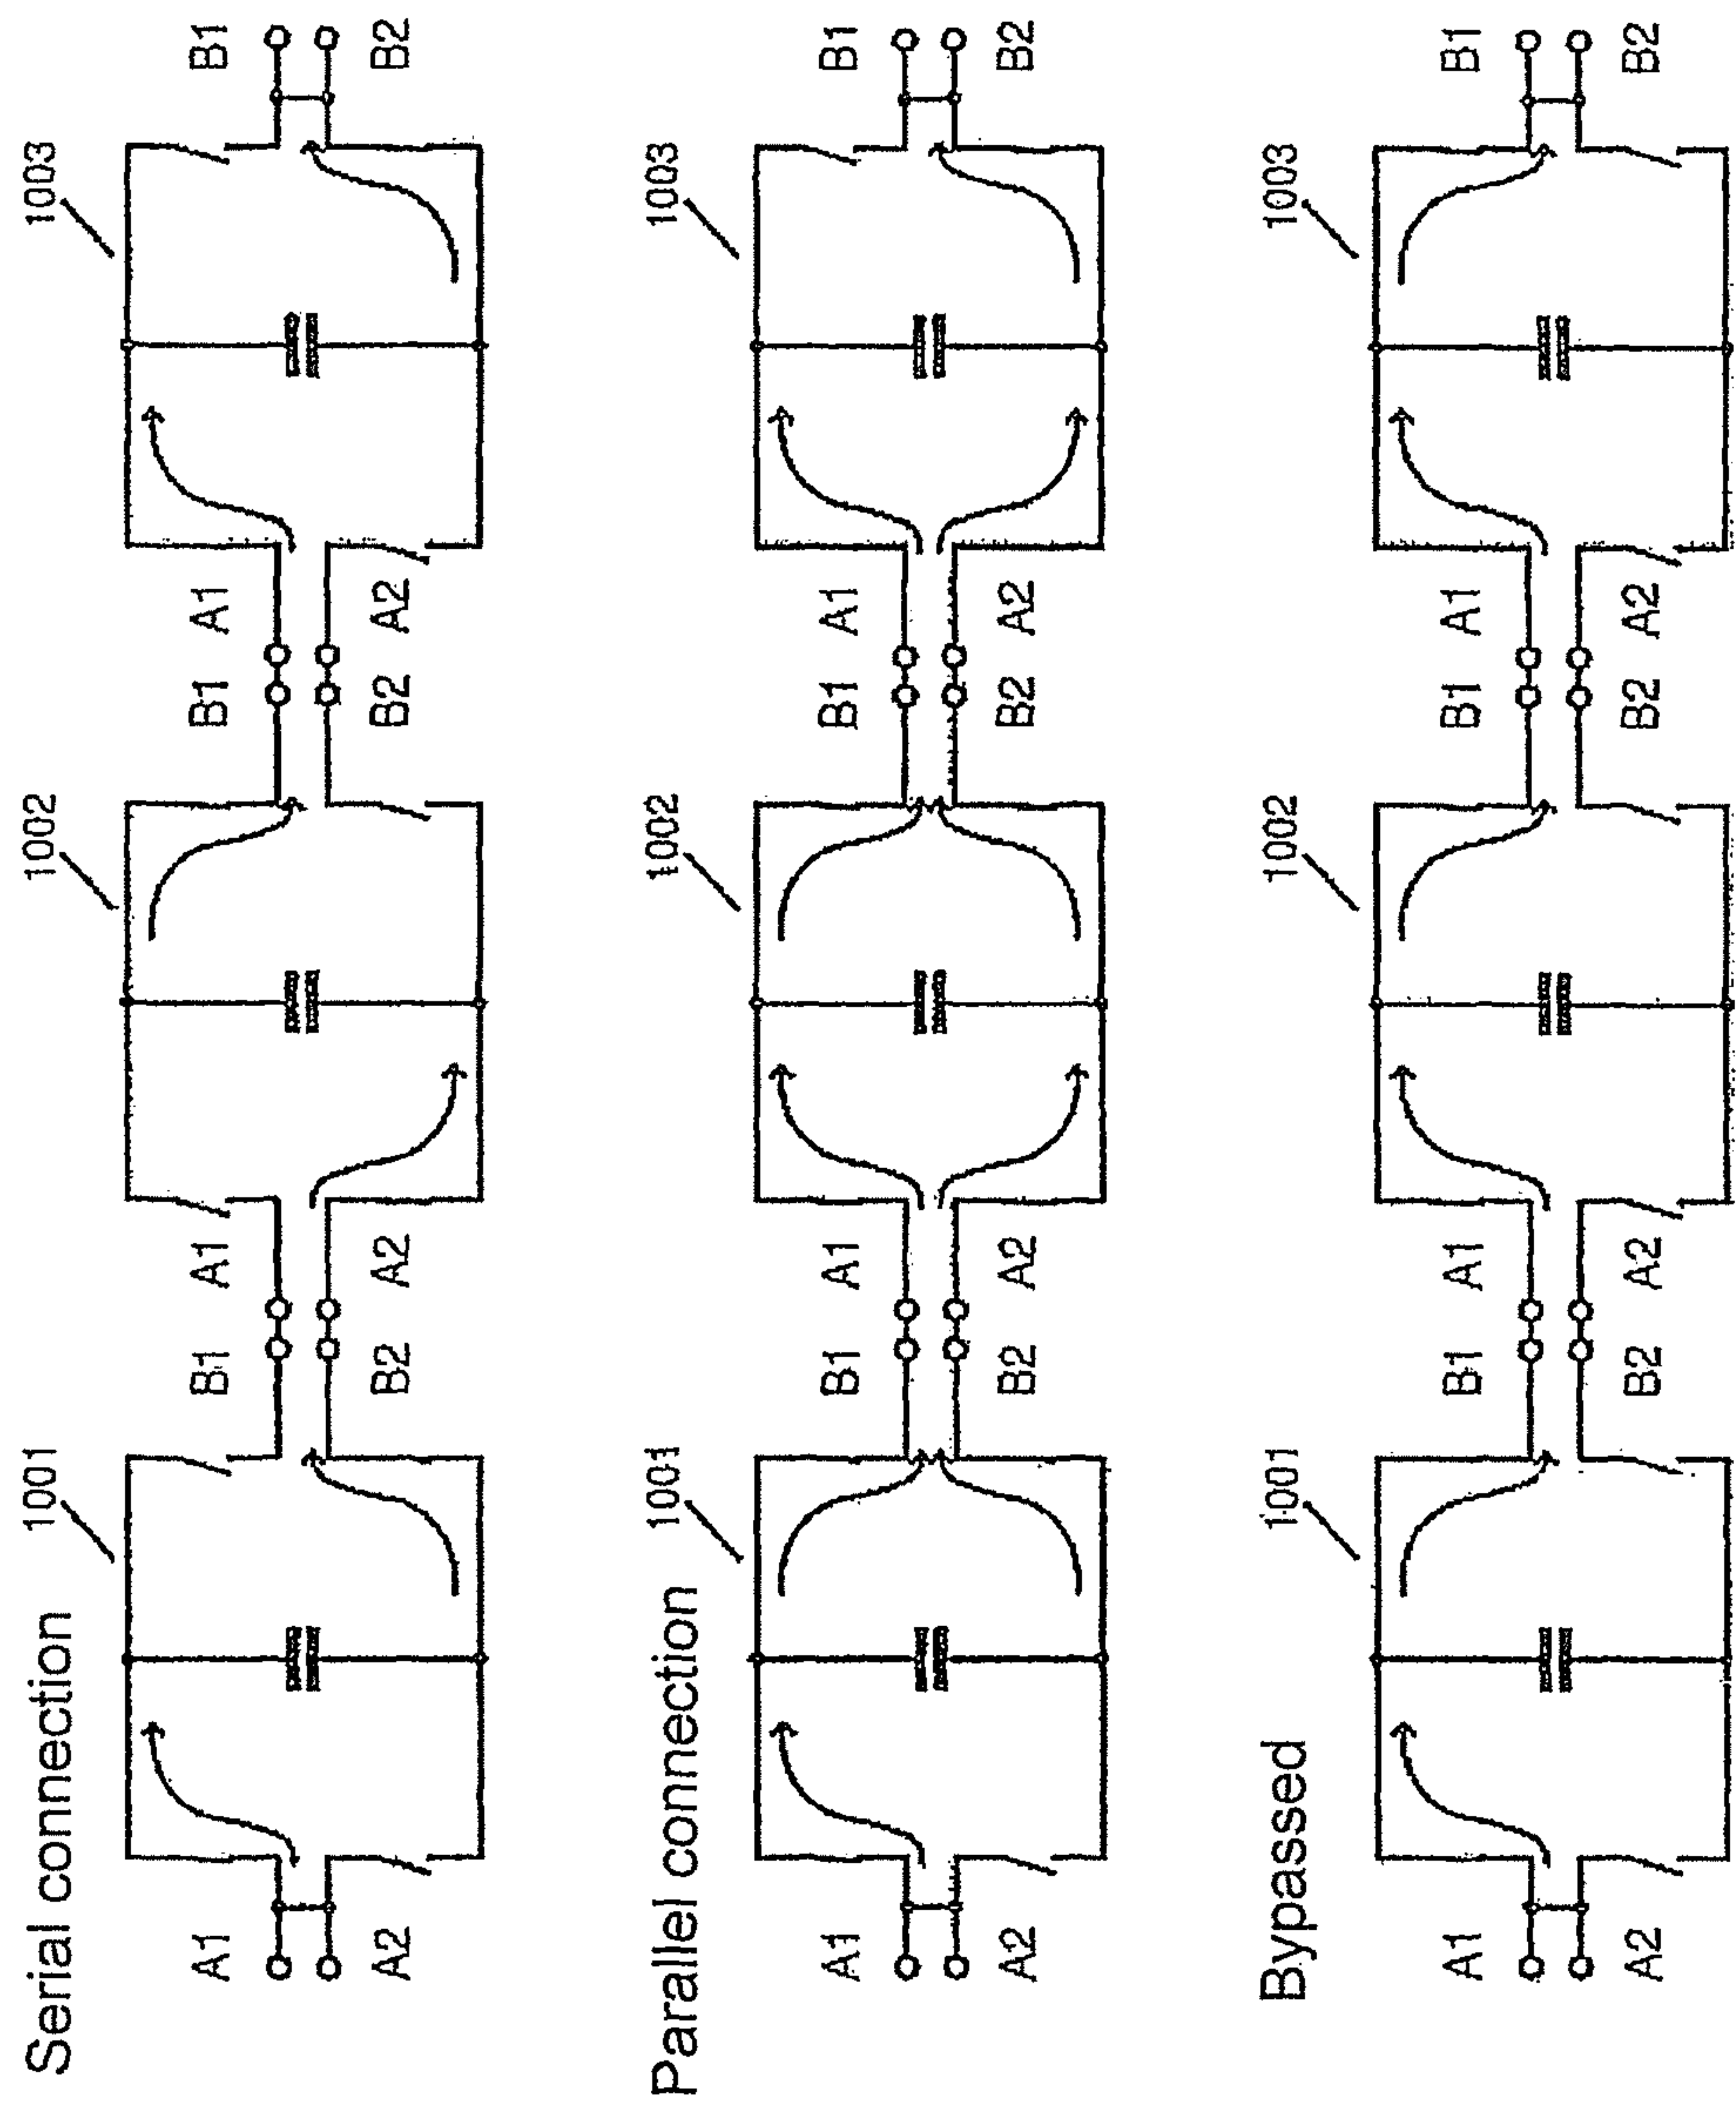 Serial connection 1001 1002 1003
A1 B1 A1 B1 A1 B1
A2 B2 A2 B2 A2 B2
Parallel connection 1001 1002 1003
A1 B1 A1 B1 A1 B1
A2 B2 A2 B2 A2 B2
Bypassed 1001 1002 1003
A1 B1 A1 B1 A1 B1
A2 B2 A2 B2 A2 B2